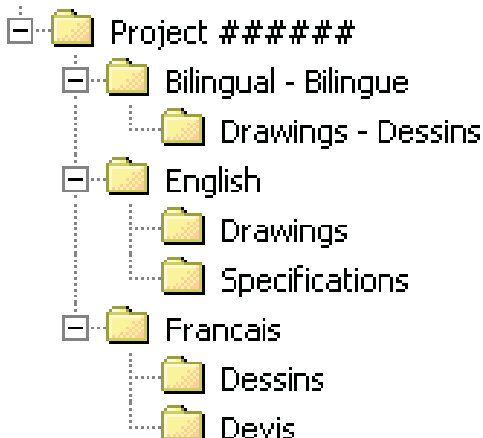 Project ######
Bilingual - Bilingue
Drawings - Dessins
English
Drawings
Specifications
Francais
Dessins
Devis